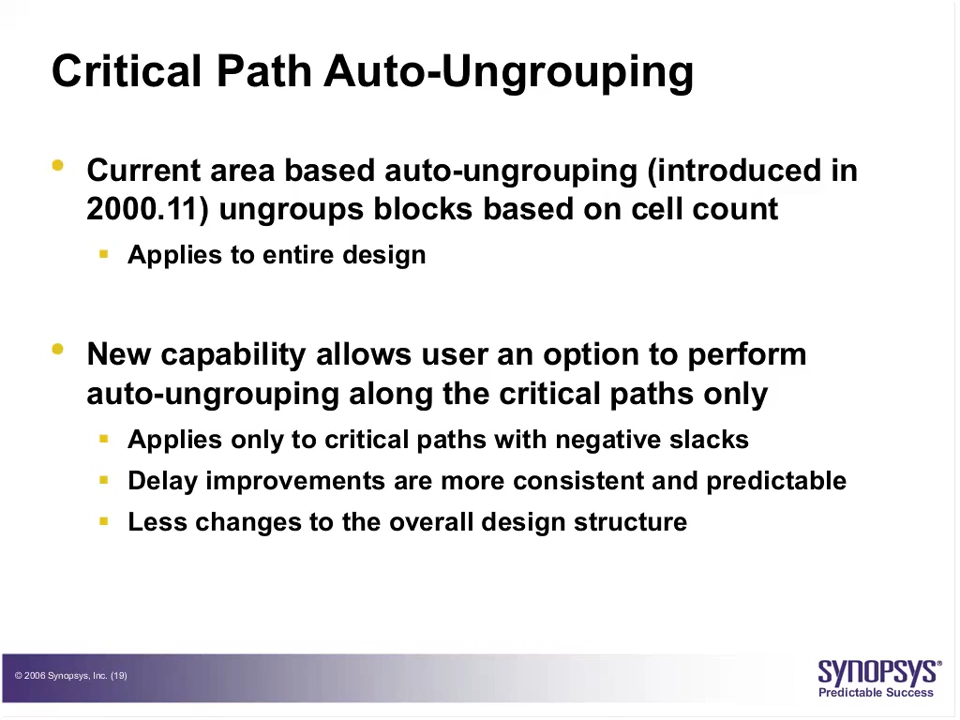 Critical Path Auto-Ungrouping
• Current area based auto-ungrouping (introduced in
2000.11) ungroups blocks based on cell count
▪ Applies to entire design
• New capability allows user an option to perform
auto-ungrouping along the critical paths only
▪ Applies only to critical paths with negative slacks
▪ Delay improvements are more consistent and predictable
▪ Less changes to the overall design structure
© 2006 Synopsys, Inc. (19)
SYNOPSYS®
Predictable Success